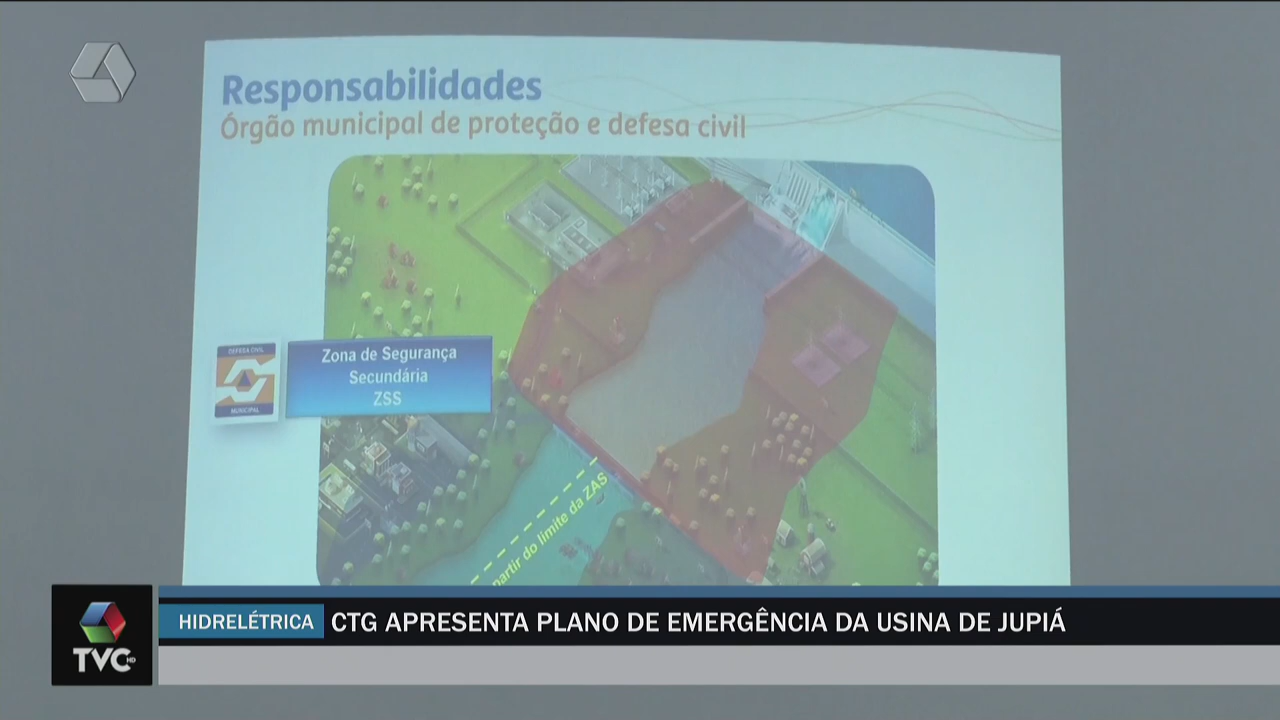 Responsabilidades
Órgão municipal de proteção e defesa civil
DEFESA CIVIL
MUNICIPAL
Zona de Segurança
Secundária
ZSS
partir do limite da ZAS
HIDRELÉTRICA
CTG APRESENTA PLANO DE EMERGÊNCIA DA USINA DE JUPIÁ
TVC HD